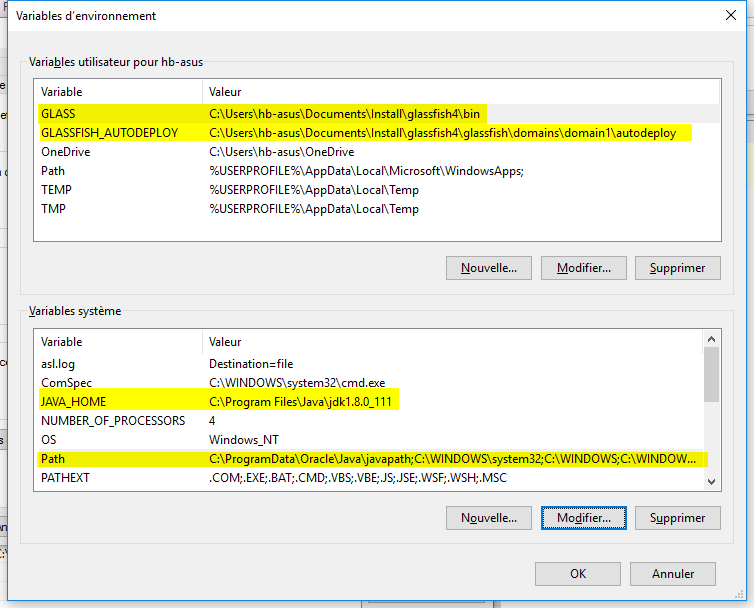 Variables d'environnement
Variables utilisateur pour hb-asus
Variable Valeur
GLASS C:\Users\hb-asus\Documents\Install\glassfish4\bin
GLASSFISH_AUTODEPLOY C:\Users\hb-asus\Documents\Install\glassfish4\glassfish\domains\domain1\autodeploy
OneDrive C:\Users\hb-asus\OneDrive
Path %USERPROFILE%\AppData\Local\Microsoft\WindowsApps;
TEMP %USERPROFILE%\AppData\Local\Temp
TMP %USERPROFILE%\AppData\Local\Temp
Nouvelle... Modifier... Supprimer
Variables système
Variable Valeur
asl.log Destination=file
ComSpec C:\WINDOWS\system32\cmd.exe
JAVA_HOME C:\Program Files\Java\jdk1.8.0_111
NUMBER_OF_PROCESSORS 4
OS Windows_NT
Path C:\ProgramData\Oracle\Java\javapath;C:\WINDOWS\system32;C:\WINDOWS;C:\WINDOW...
PATHEXT .COM;.EXE;.BAT;.CMD;.VBS;.VBE;.JS;.JSE;.WSF;.WSH;.MSC
Nouvelle... Modifier... Supprimer
OK Annuler